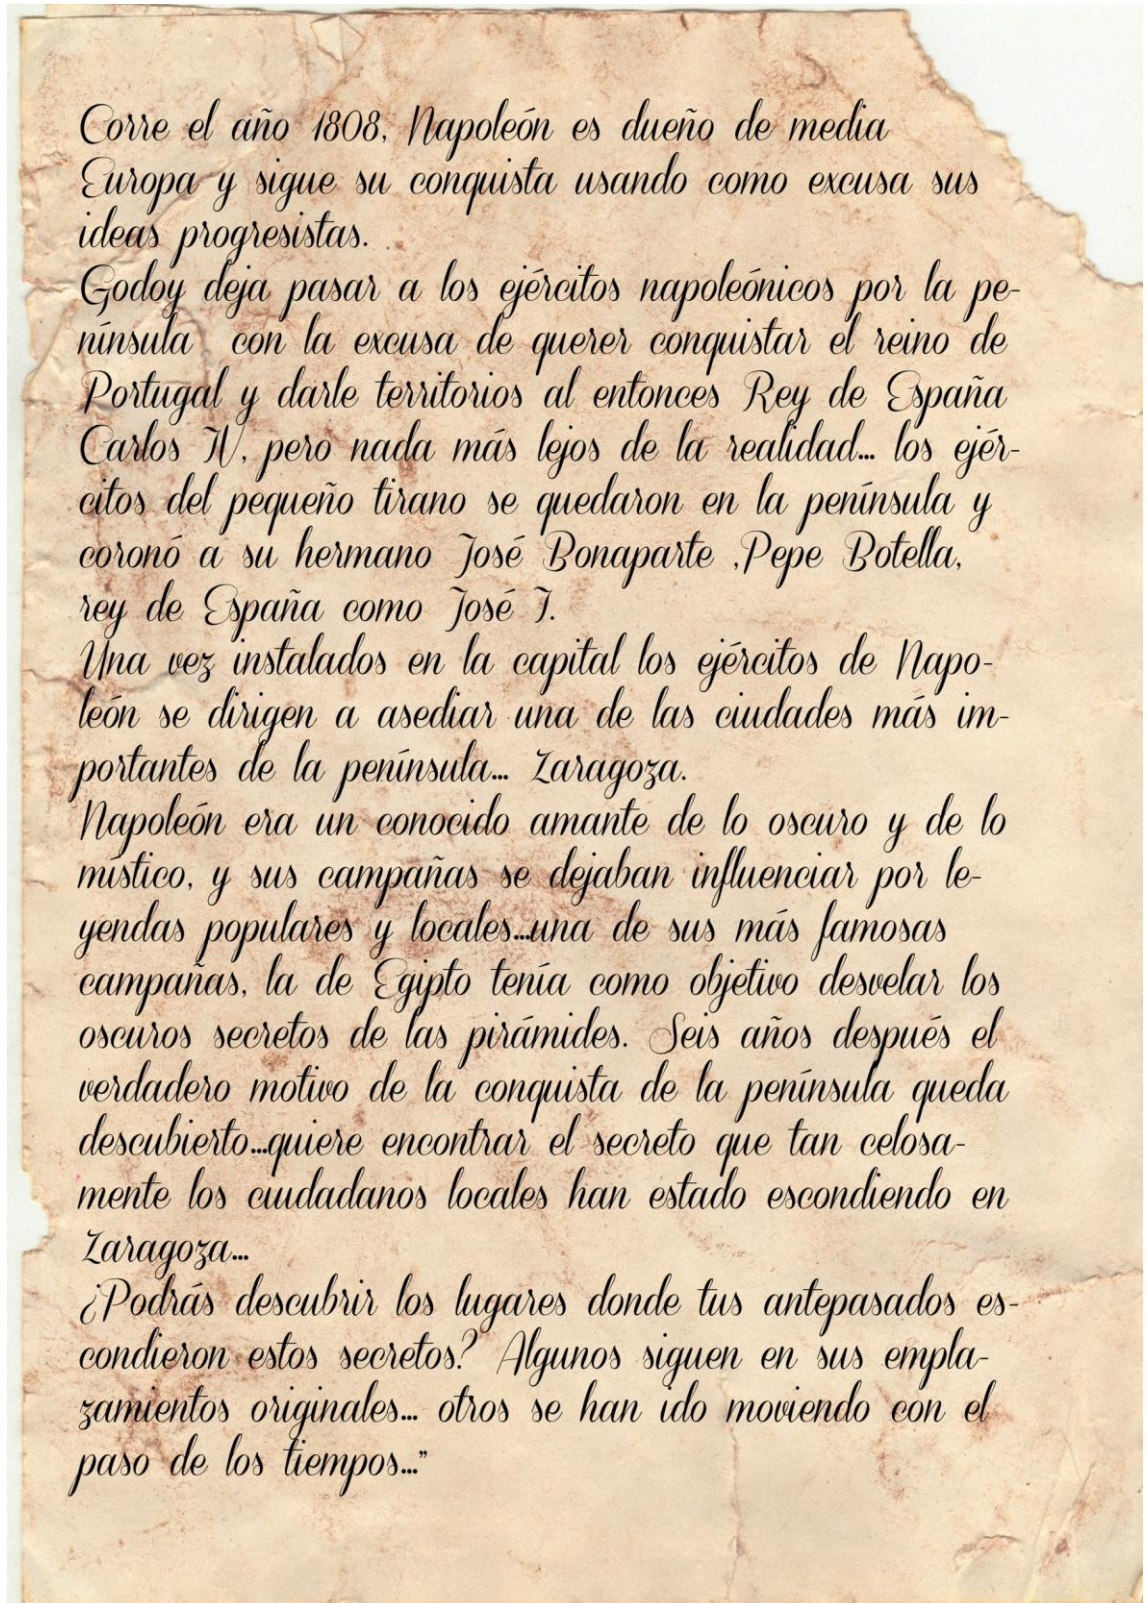 Corre el año 1808, Napoleón es dueño de media
Europa y sigue su conquista usando como excusa sus
ideas progresistas.
Godoy deja pasar a los ejércitos napoleónicos por la pe-
nínsula con la excusa de querer conquistar el reino de
Portugal y darle territorios al entonces Rey de España
Carlos IV, pero nada más lejos de la realidad... los ejér-
citos del pequeño tirano se quedaron en la península y
coronó a su hermano José Bonaparte ,Pepe Botella,
rey de España como José I.
Una vez instalados en la capital los ejércitos de Napo-
león se dirigen a asediar una de las ciudades más im-
portantes de la península... Zaragoza.
Napoleón era un conocido amante de lo oscuro y de lo
místico, y sus campañas se dejaban influenciar por le-
yendas populares y locales...una de sus más famosas
campañas, la de Egipto tenía como objetivo desvelar los
oscuros secretos de las pirámides. Seis años después el
verdadero motivo de la conquista de la península queda
descubierto...quiere encontrar el secreto que tan celosa-
mente los ciudadanos locales han estado escondiendo en
Zaragoza...
¿Podrás descubrir los lugares donde tus antepasados es-
condieron estos secretos? Algunos siguen en sus empla-
zamientos originales... otros se han ido moviendo con el
paso de los tiempos..."